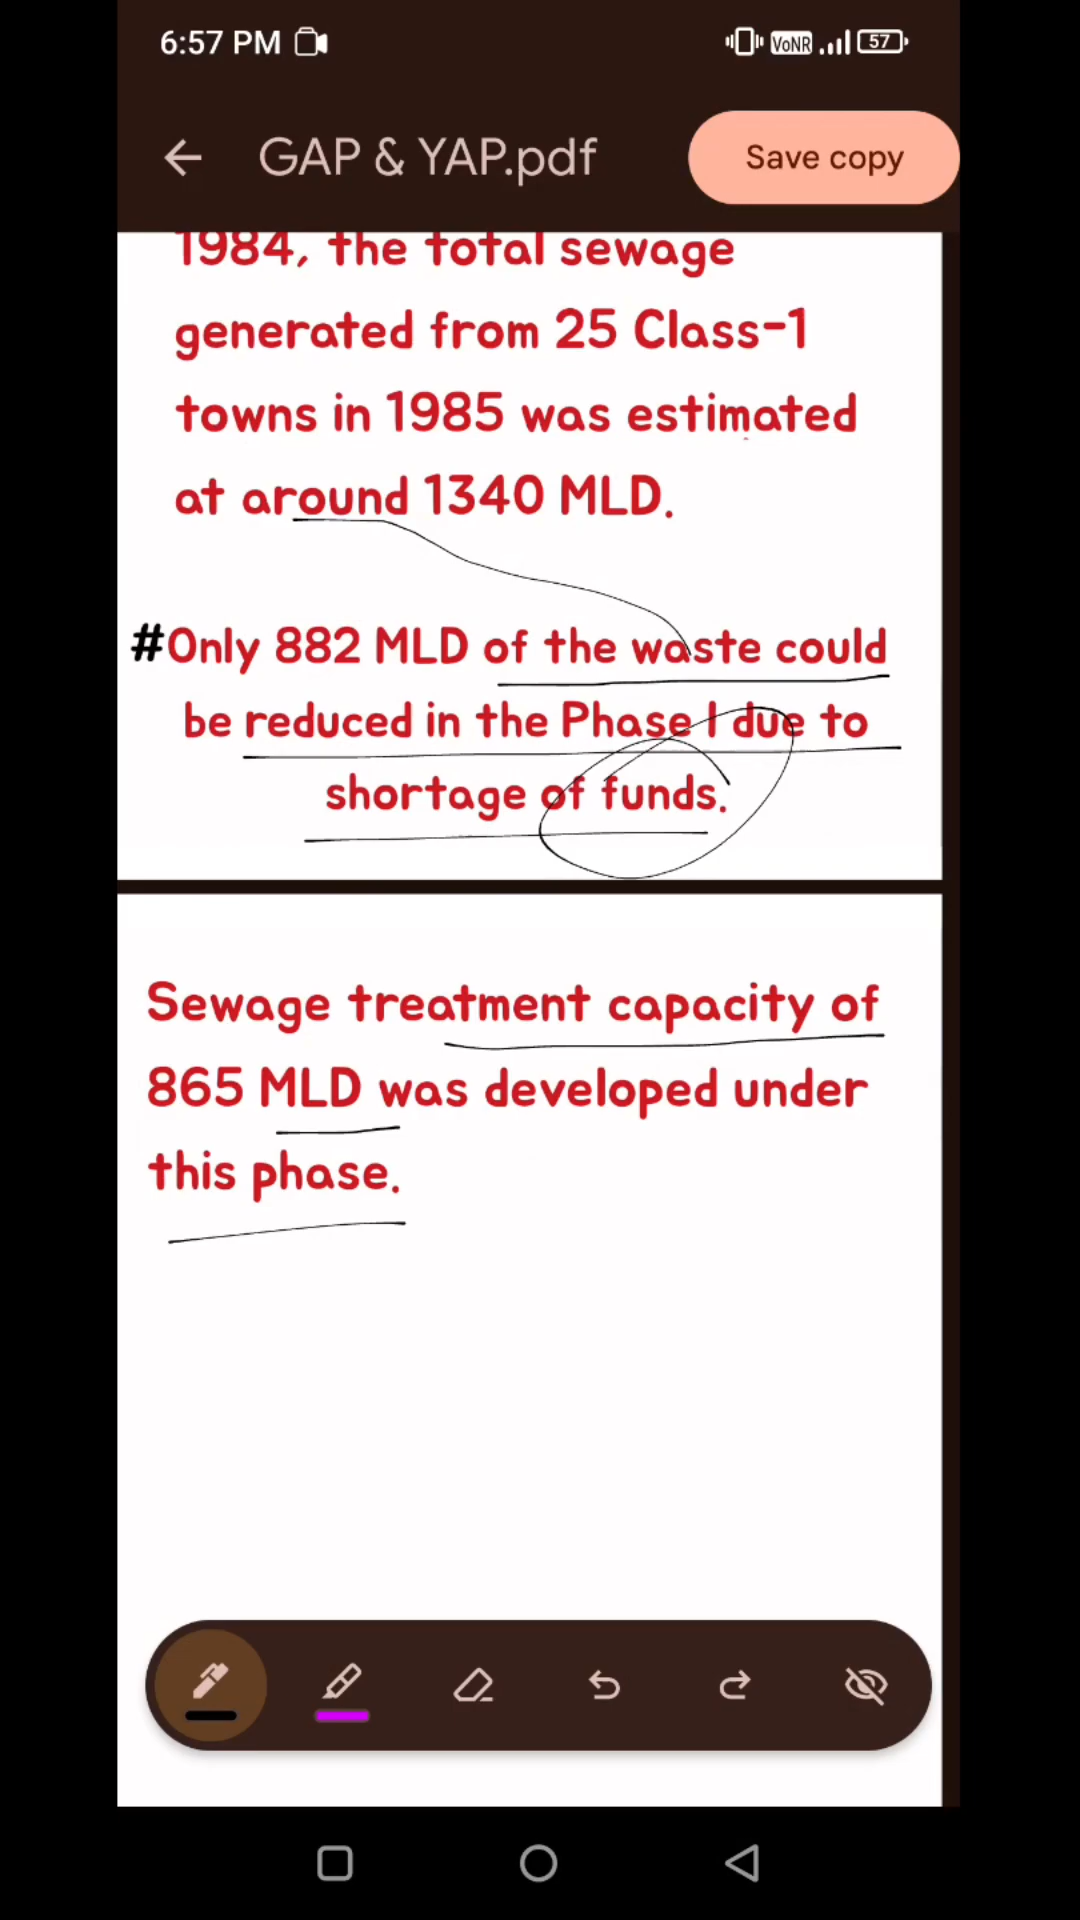 6:57 PM VoNR 57
GAP & YAP.pdf Save copy
1984, the total sewage
generated from 25 Class-1
towns in 1985 was estimated
at around 1340 MLD.
#Only 882 MLD of the waste could
be reduced in the Phase I due to
shortage of funds.
Sewage treatment capacity of
865 MLD was developed under
this phase.